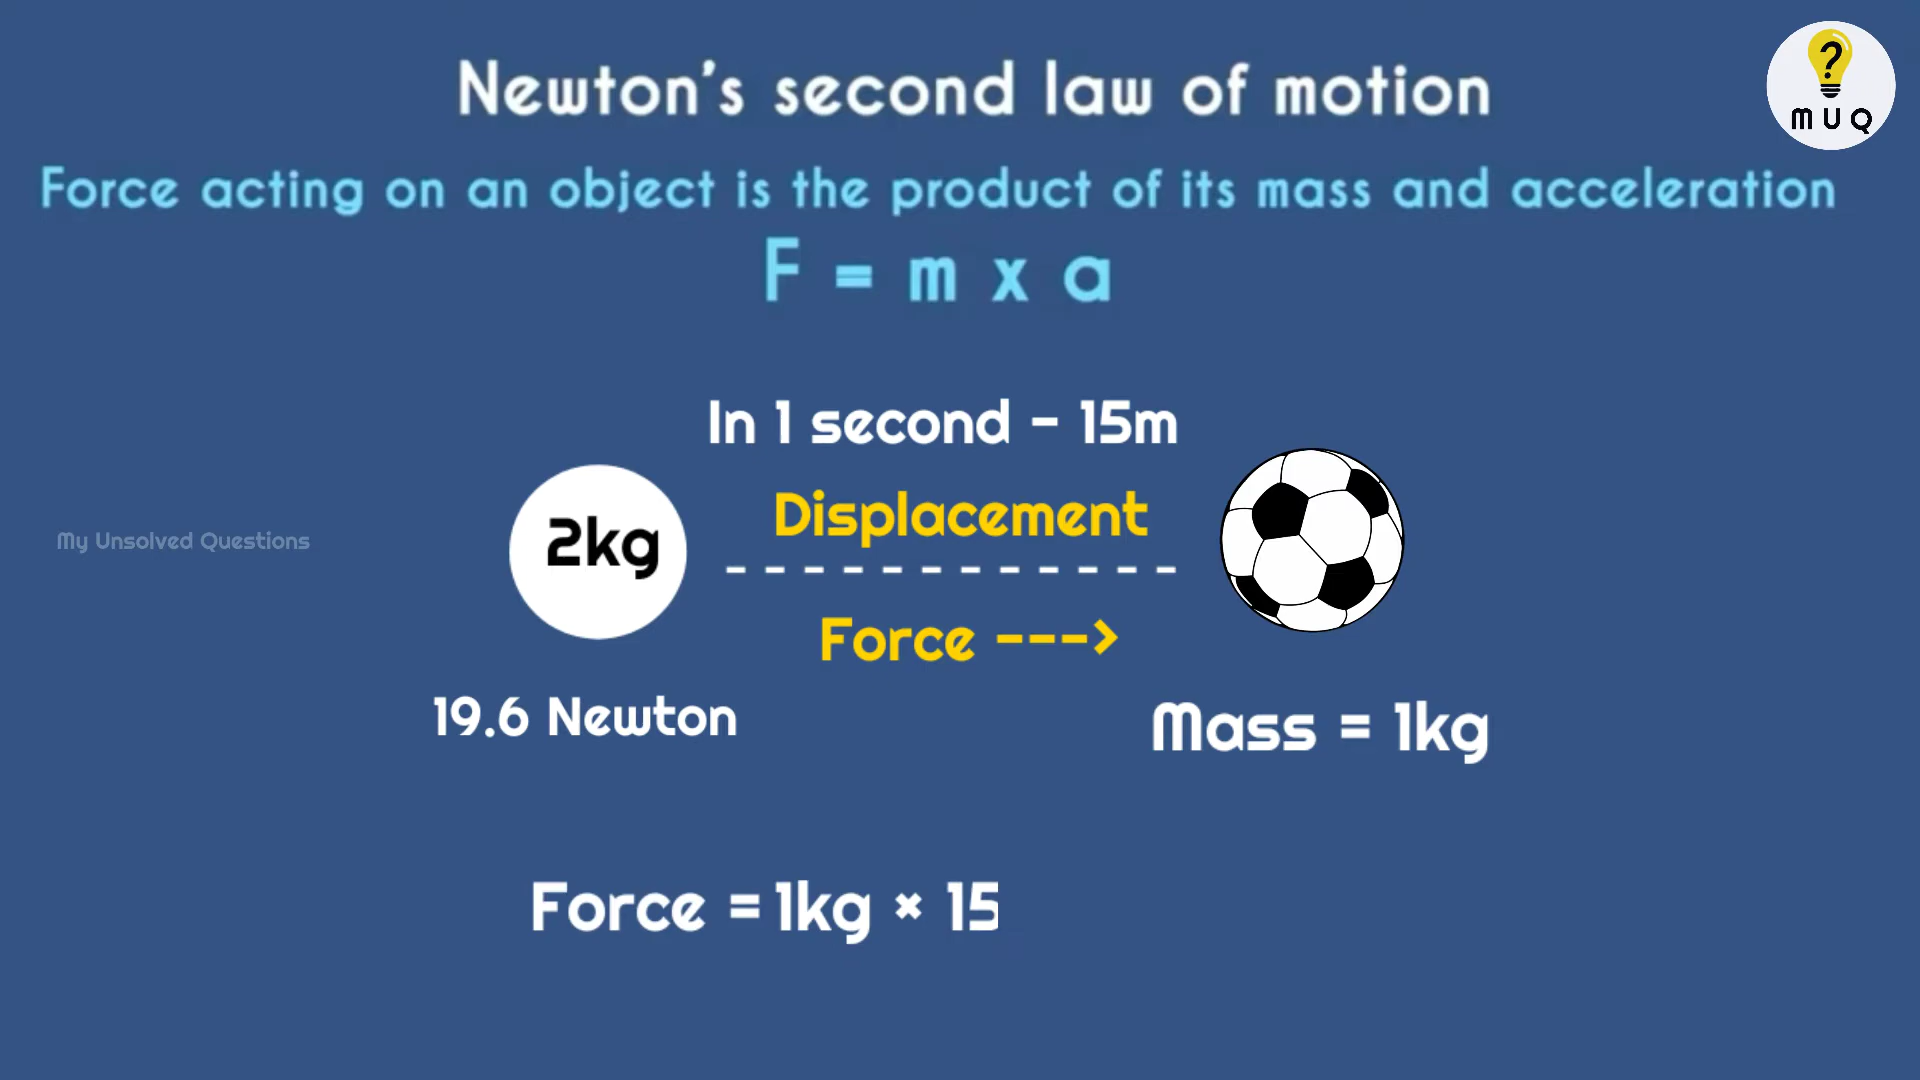 Newton's second law of motion
? 
M U Q
Force acting on an object is the product of its mass and acceleration
F = m x a
In 1 second - 15m
2kg
Displacement
My Unsolved Questions
Force --->
19.6 Newton
Mass = 1kg
Force = 1kg × 15